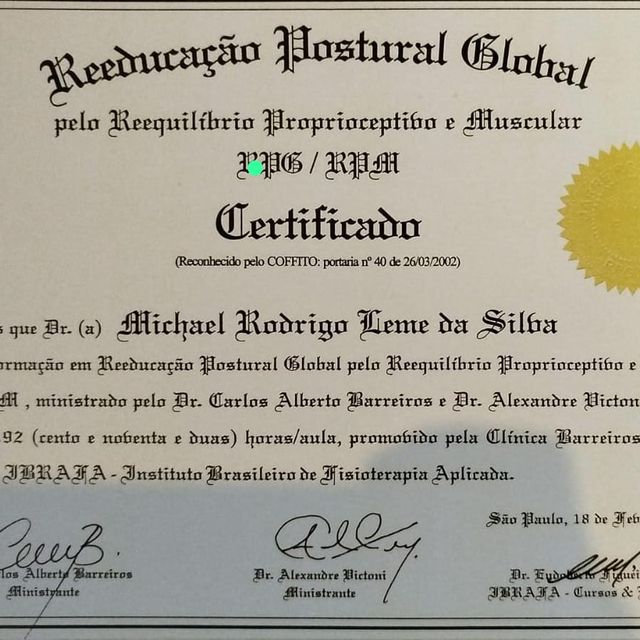 Reeducação Postural Global
pelo Reequilíbrio Proprioceptivo e Muscular
RPG / RPM
Certificado
(Reconhecido pelo COFFITO: portaria nº 40 de 26/03/2002)
s que Dr. (a) Michael Rodrigo Leme da Silva
ormação em Reeducação Postural Global pelo Reequilíbrio Proprioceptivo e
M , ministrado pelo Dr. Carlos Alberto Barreiros e Dr. Alexandre Victon
92 (cento e noventa e duas) horas/aula, promovido pela Clínica Barreiros
IBRAFA - Instituto Brasileiro de Fisioterapia Aplicada.
São Paulo, 18 de Fev
los Alberto Barreiros
Ministrante
Dr. Alexandre Victoni
Ministrante
Dr.
IBRAFA - Cursos &